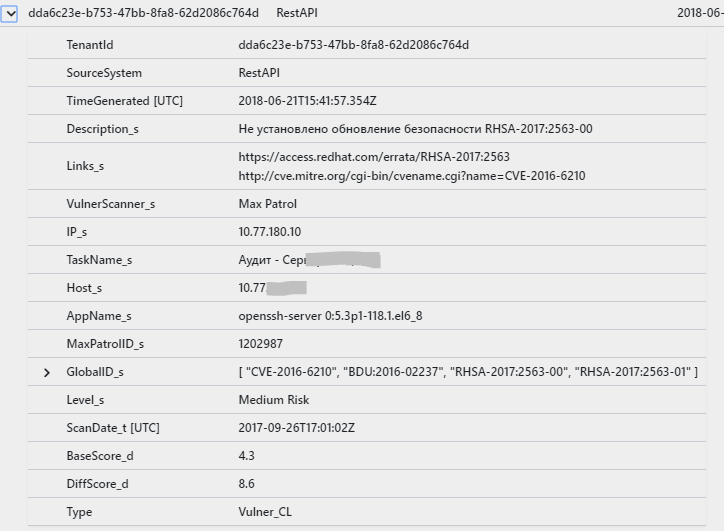 dda6c23e-b753-47bb-8fa8-62d2086c764d RestAPI 2018-06-
TenantId dda6c23e-b753-47bb-8fa8-62d2086c764d
SourceSystem RestAPI
TimeGenerated [UTC] 2018-06-21T15:41:57.354Z
Description_s Не установлено обновление безопасности RHSA-2017:2563-00
Links_s https://access.redhat.com/errata/RHSA-2017:2563
http://cve.mitre.org/cgi-bin/cvename.cgi?name=CVE-2016-6210
VulnerScanner_s Max Patrol
IP_s 10.77.180.10
TaskName_s Аудит -
Host_s 10.77
AppName_s openssh-server 0:5.3p1-118.1.el6_8
MaxPatrolID_s 1202987
GlobalID_s [ "CVE-2016-6210", "BDU:2016-02237", "RHSA-2017:2563-00", "RHSA-2017:2563-01" ]
Level_s Medium Risk
ScanDate_t [UTC] 2017-09-26T17:01:02Z
BaseScore_d 4.3
DiffScore_d 8.6
Type Vulner_CL